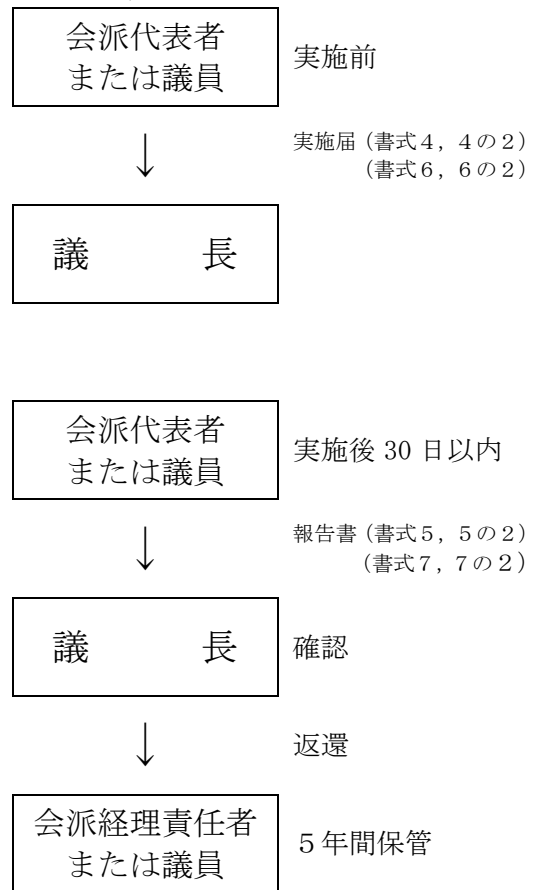 会派代表者
または議員
実施前
↓
実施届（書式４，４の２）
（書式６，６の２）
議　　長
会派代表者
または議員
実施後 30 日以内
↓
報告書（書式５，５の２）
（書式７，７の２）
議　　長
確認
↓
返還
会派経理責任者
または議員
５年間保管